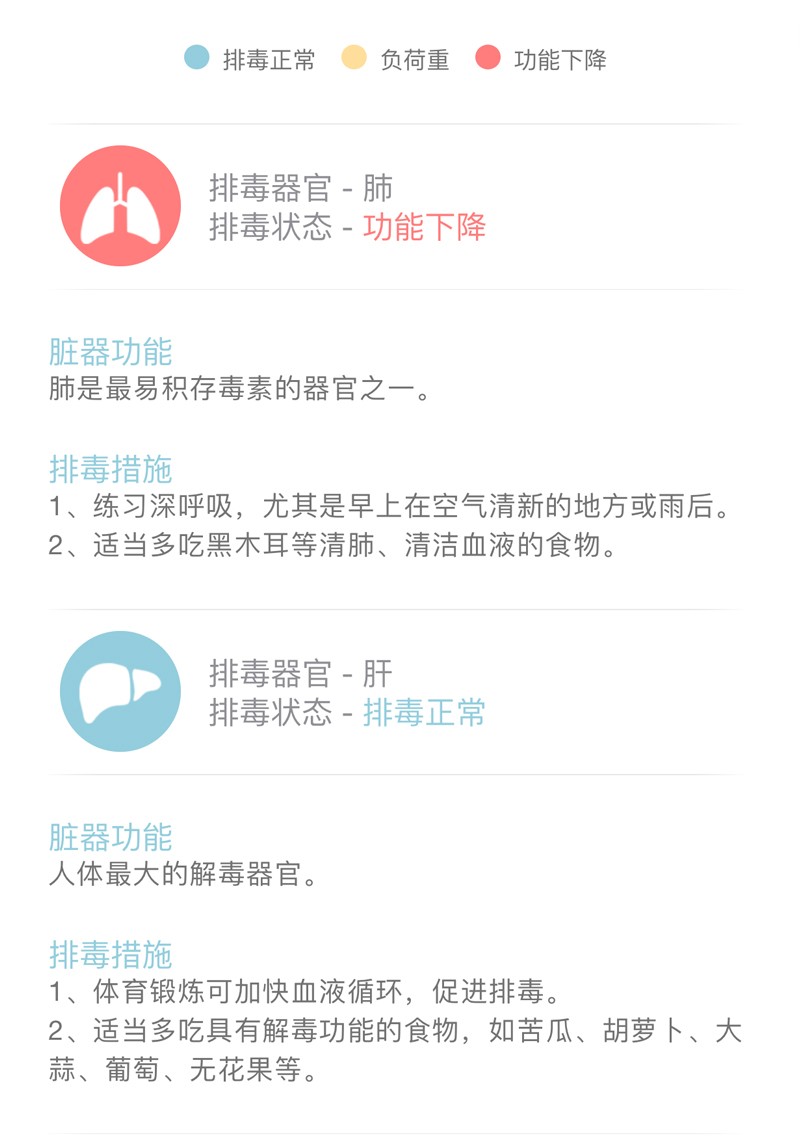 排毒正常 负荷重 功能下降
排毒器官 - 肺
排毒状态 - 功能下降
脏器功能
肺是最易积存毒素的器官之一。
排毒措施
1、练习深呼吸，尤其是早上在空气清新的地方或雨后。
2、适当多吃黑木耳等清肺、清洁血液的食物。
排毒器官 - 肝
排毒状态 - 排毒正常
脏器功能
人体最大的解毒器官。
排毒措施
1、体育锻炼可加快血液循环，促进排毒。
2、适当多吃具有解毒功能的食物，如苦瓜、胡萝卜、大
蒜、葡萄、无花果等。